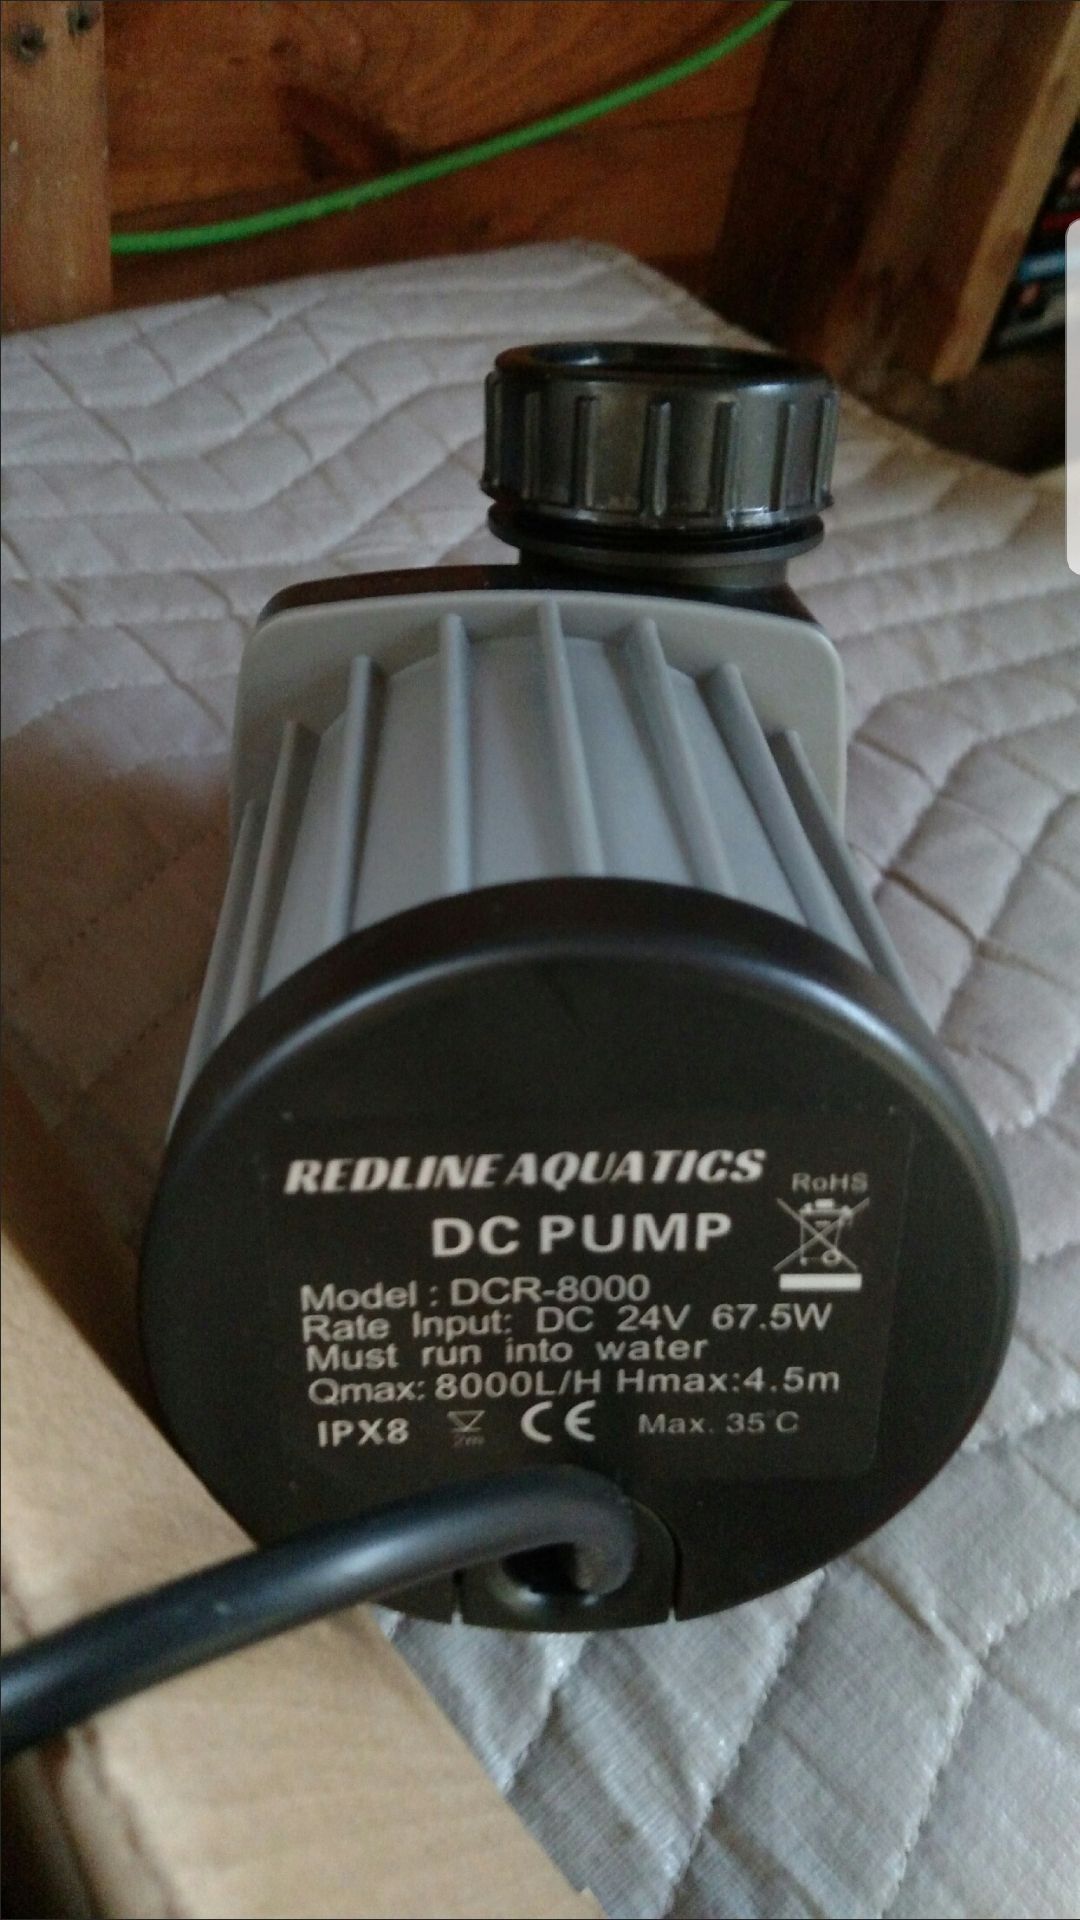 REDLINE AQUATICS
RoHS
DC PUMP
Model : DCR-8000
Rate Input: DC 24V 67.5W
Must run into water
Qmax: 8000L/H Hmax:4.5m
IPX8 2m CE Max. 35°C